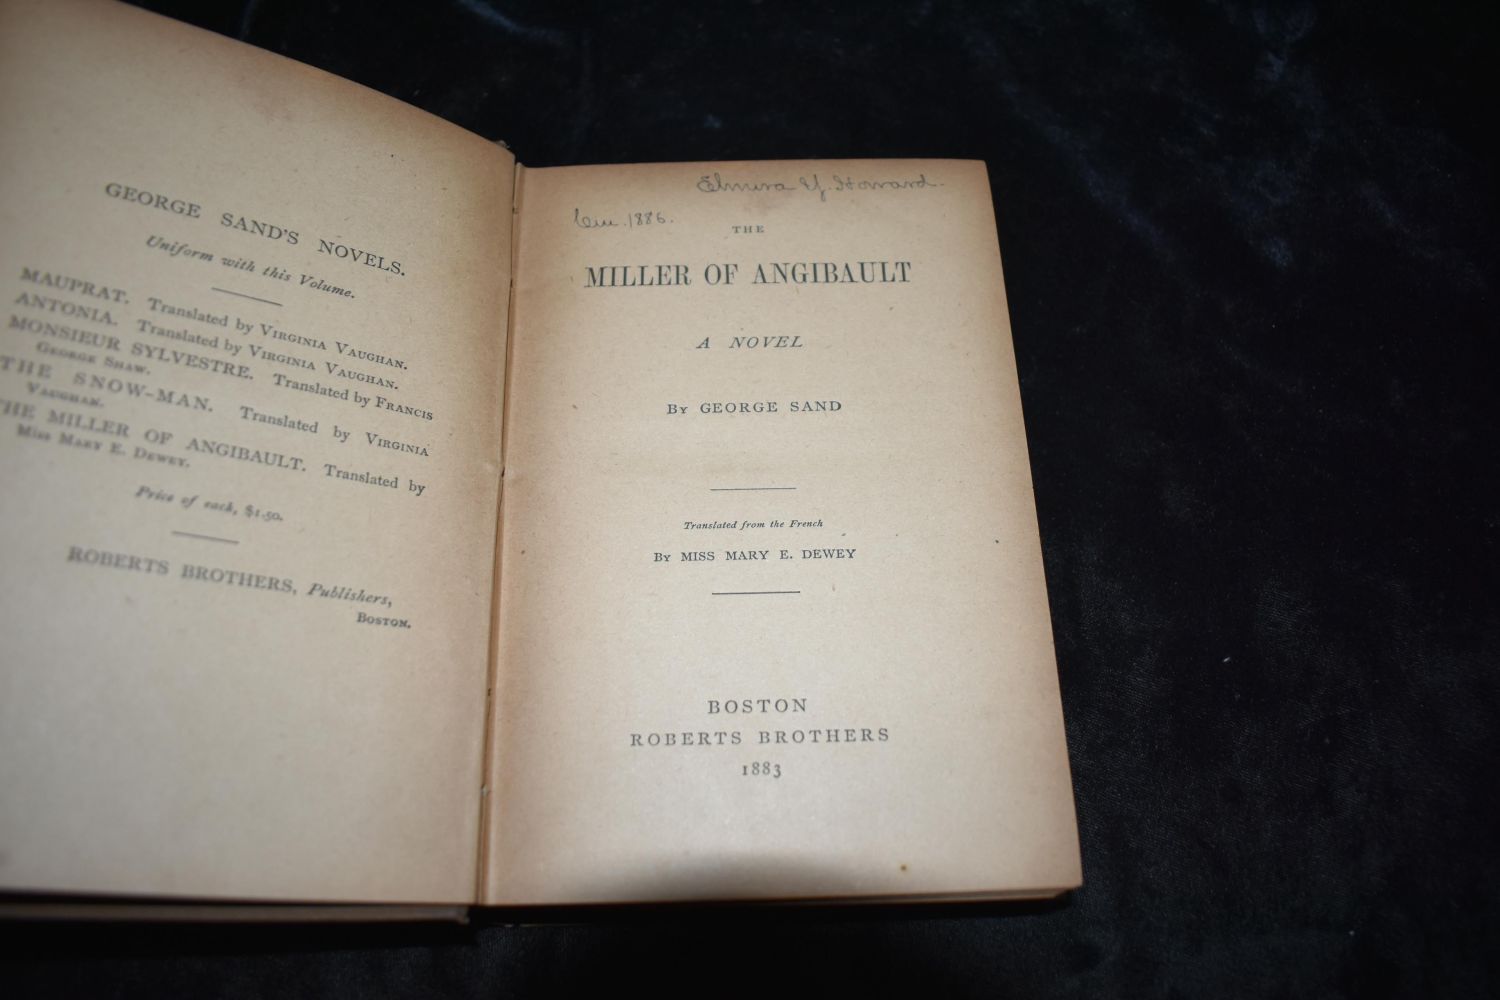 GEORGE SAND'S NOVELS.
Uniform with this Volume.
MAUPRAT. Translated by VIRGINIA VAUGHAN.
ANTONIA. Translated by VIRGINIA VAUGHAN.
MONSIEUR SYLVESTRE. Translated by FRANCIS
GEORGE SHAW.
THE SNOW-MAN. Translated by VIRGINIA
VAUGHAN.
THE MILLER OF ANGIBAULT. Translated by
MISS MARY E. DEWEY.
Price of each, $1.50.
ROBERTS BROTHERS, Publishers,
BOSTON.
Elmira Y. Howard.
1886.
THE
MILLER OF ANGIBAULT
A NOVEL
BY GEORGE SAND
Translated from the French
BY MISS MARY E. DEWEY
BOSTON
ROBERTS BROTHERS
1883